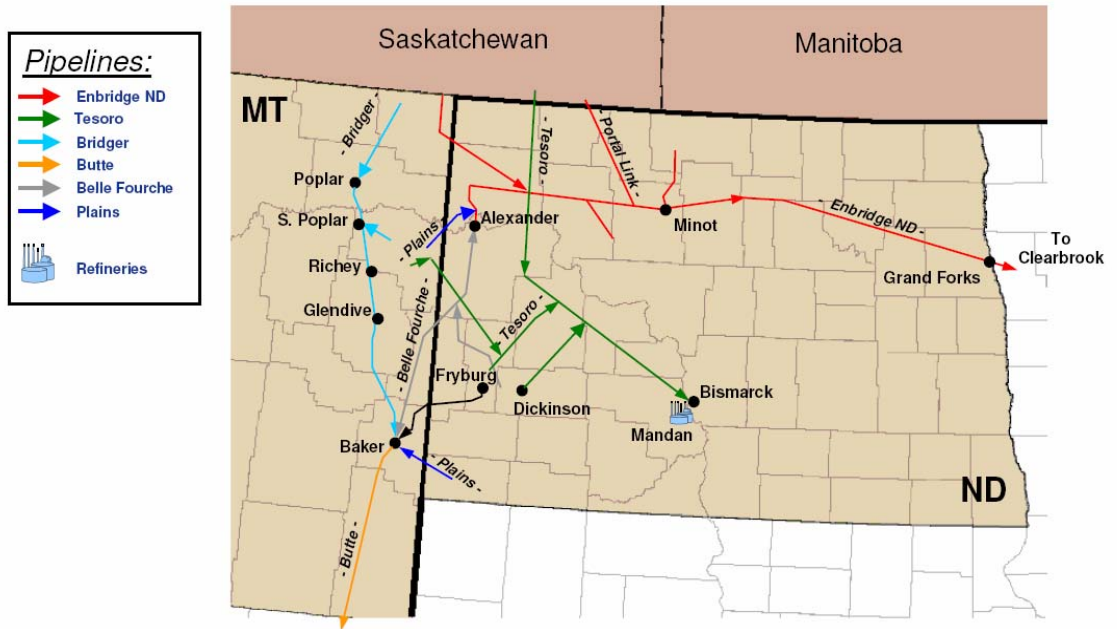 Pipelines:
Enbridge ND
Tesoro
Bridger
Butte
Belle Fourche
Plains
Refineries
Saskatchewan
Manitoba
MT
- Bridger -
- Tesoro -
- Portal Link -
Poplar
S. Poplar
Alexander
Minot
- Enbridge ND -
To
Clearbrook
- Plains -
Grand Forks
Richey
Glendive
- Belle Fourche -
- Tesoro -
Fryburg
Dickinson
Bismarck
Mandan
Baker
- Plains -
ND
- Butte -